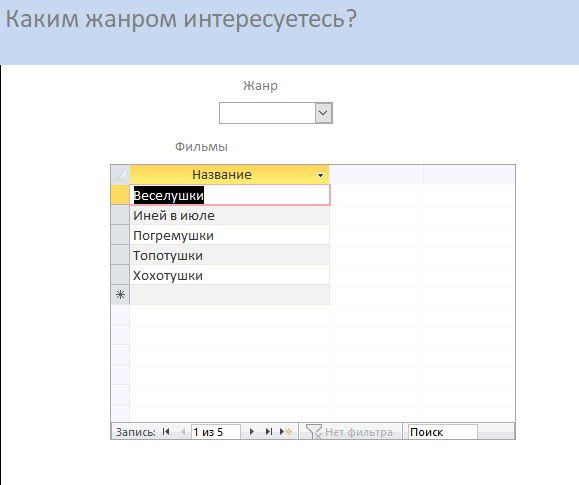 Каким жанром интересуетесь?
Жанр
Фильмы
Название
Веселушки
Иней в июле
Погремушки
Топотушки
Хохотушки
Запись: 1 из 5 Нет фильтра Поиск